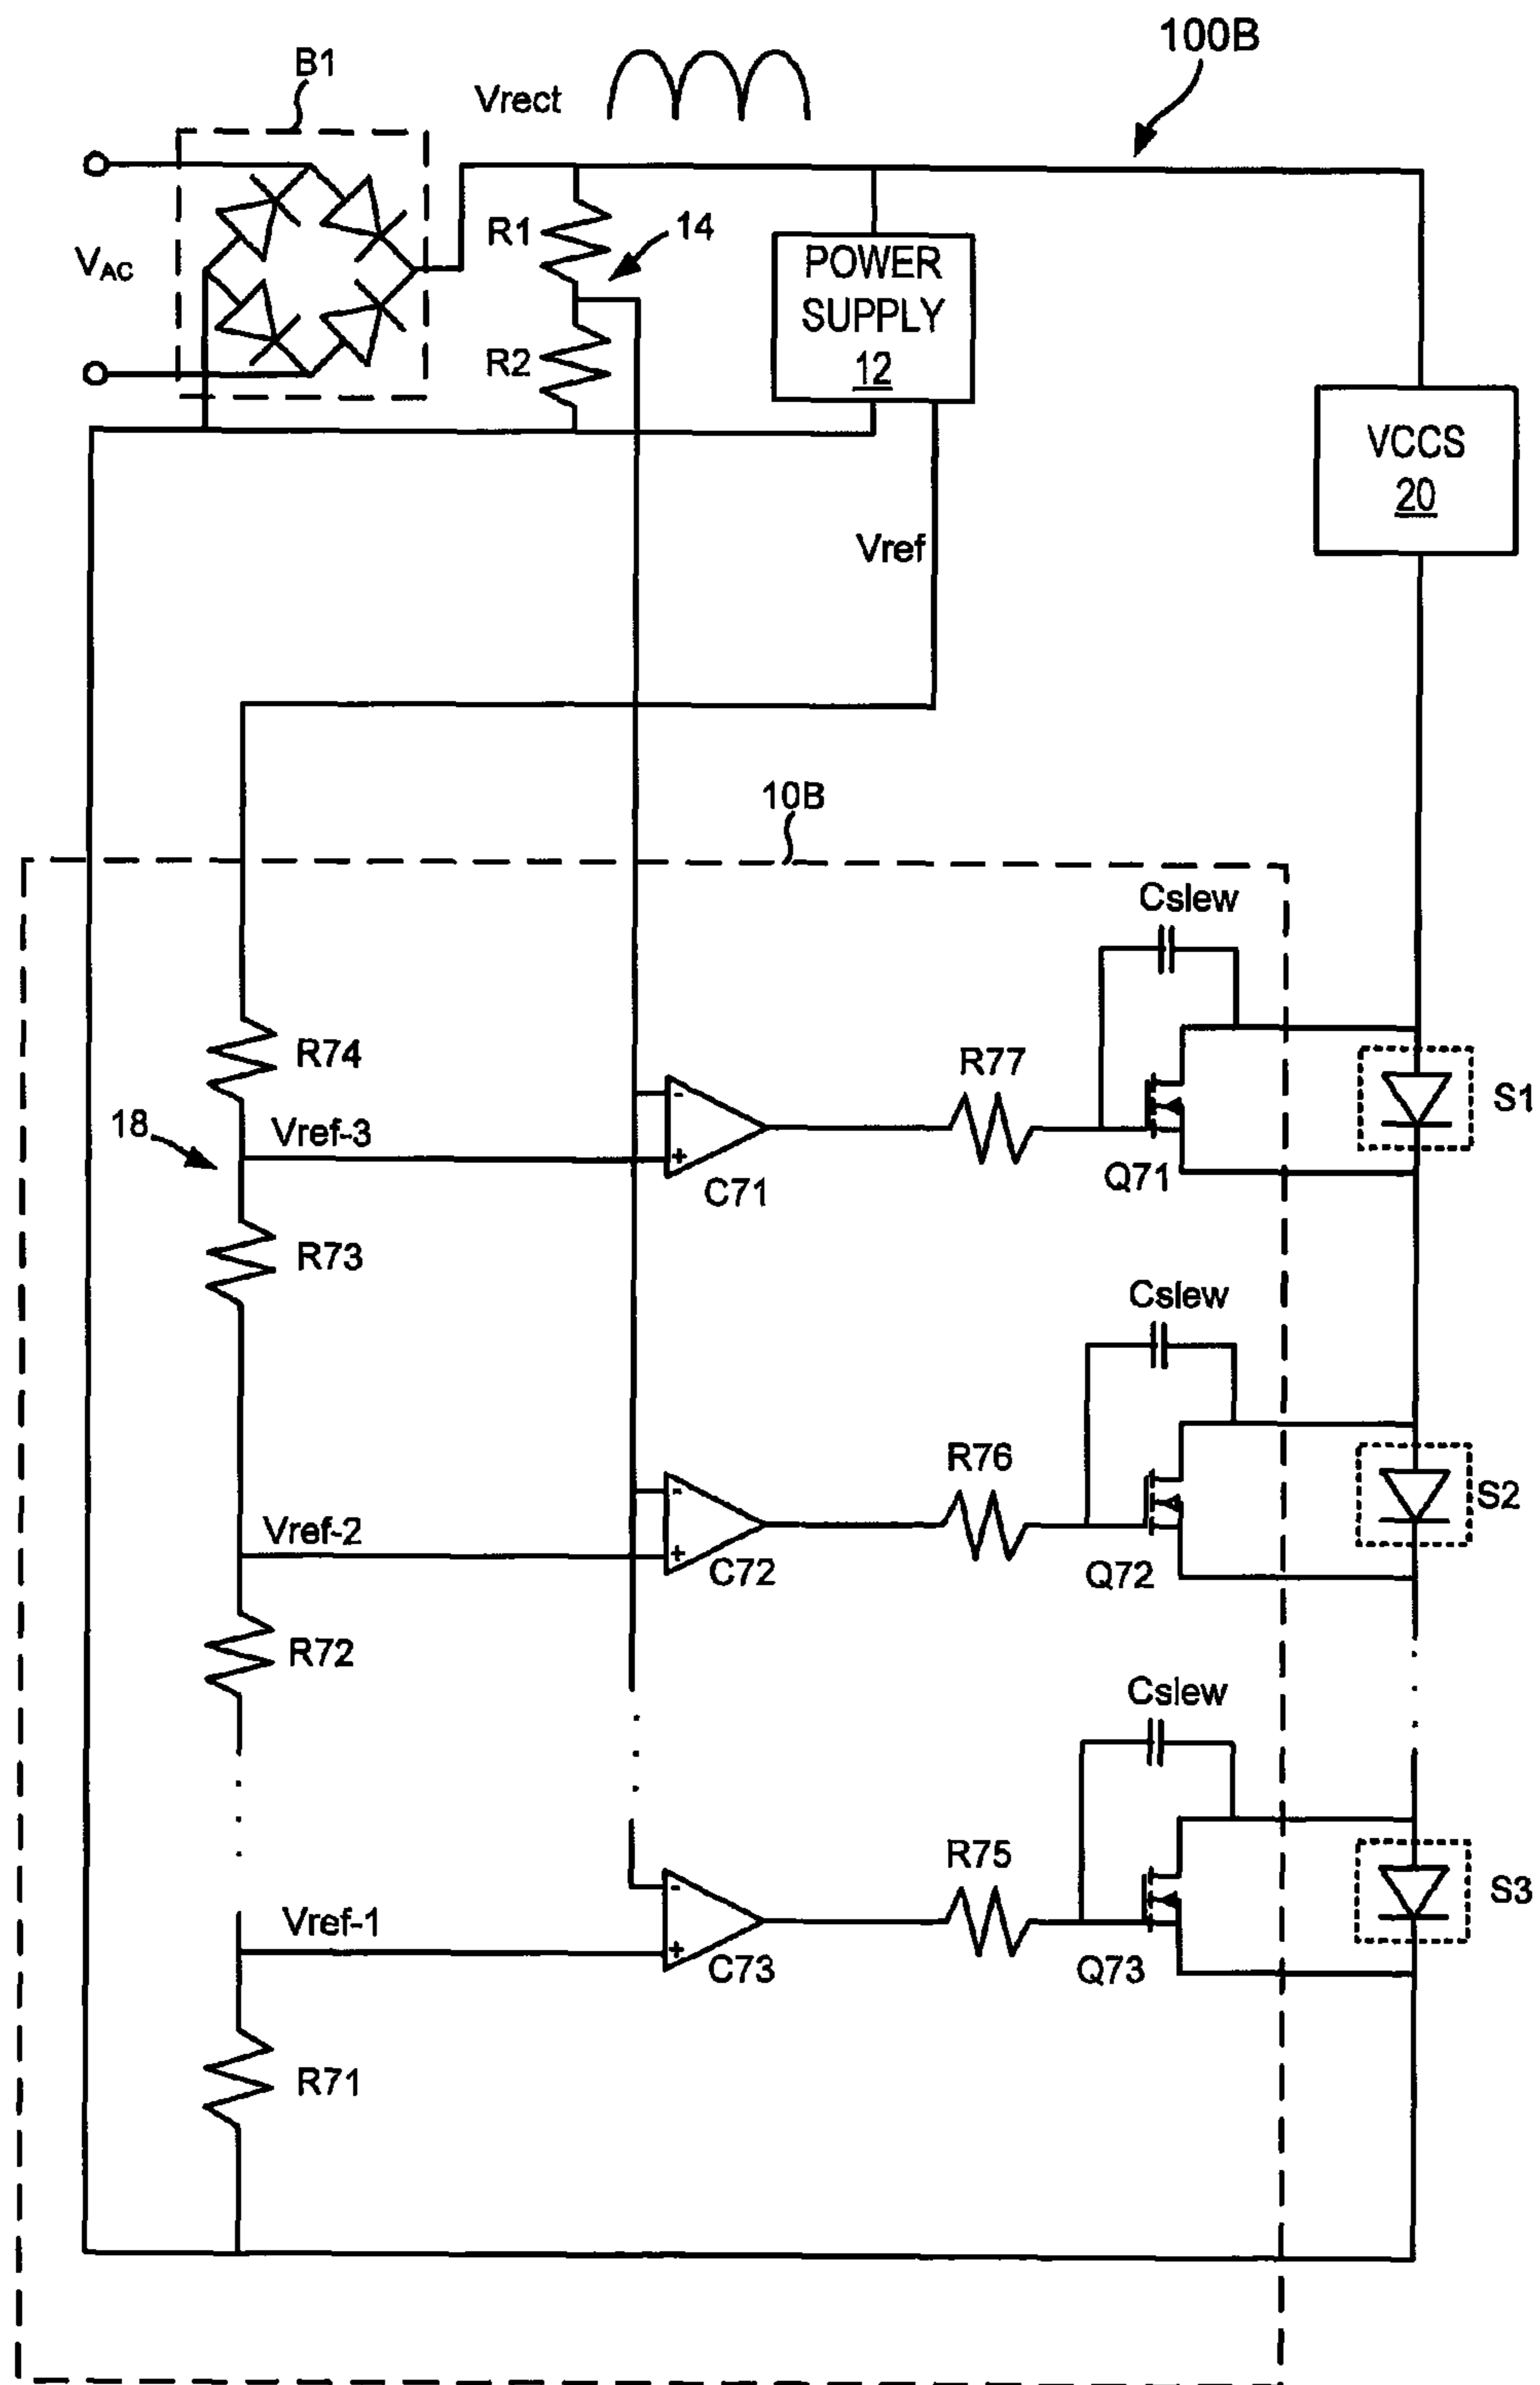 100B
B1
Vrect
VAC
R1
14
R2
POWER
SUPPLY
12
VCCS
20
Vref
10B
Cslew
R74
R77
S1
18
Vref-3
-
+
C71
Q71
R73
Cslew
R76
S2
Vref-2
-
+
C72
Q72
R72
Cslew
R75
S3
Vref-1
-
+
C73
Q73
R71